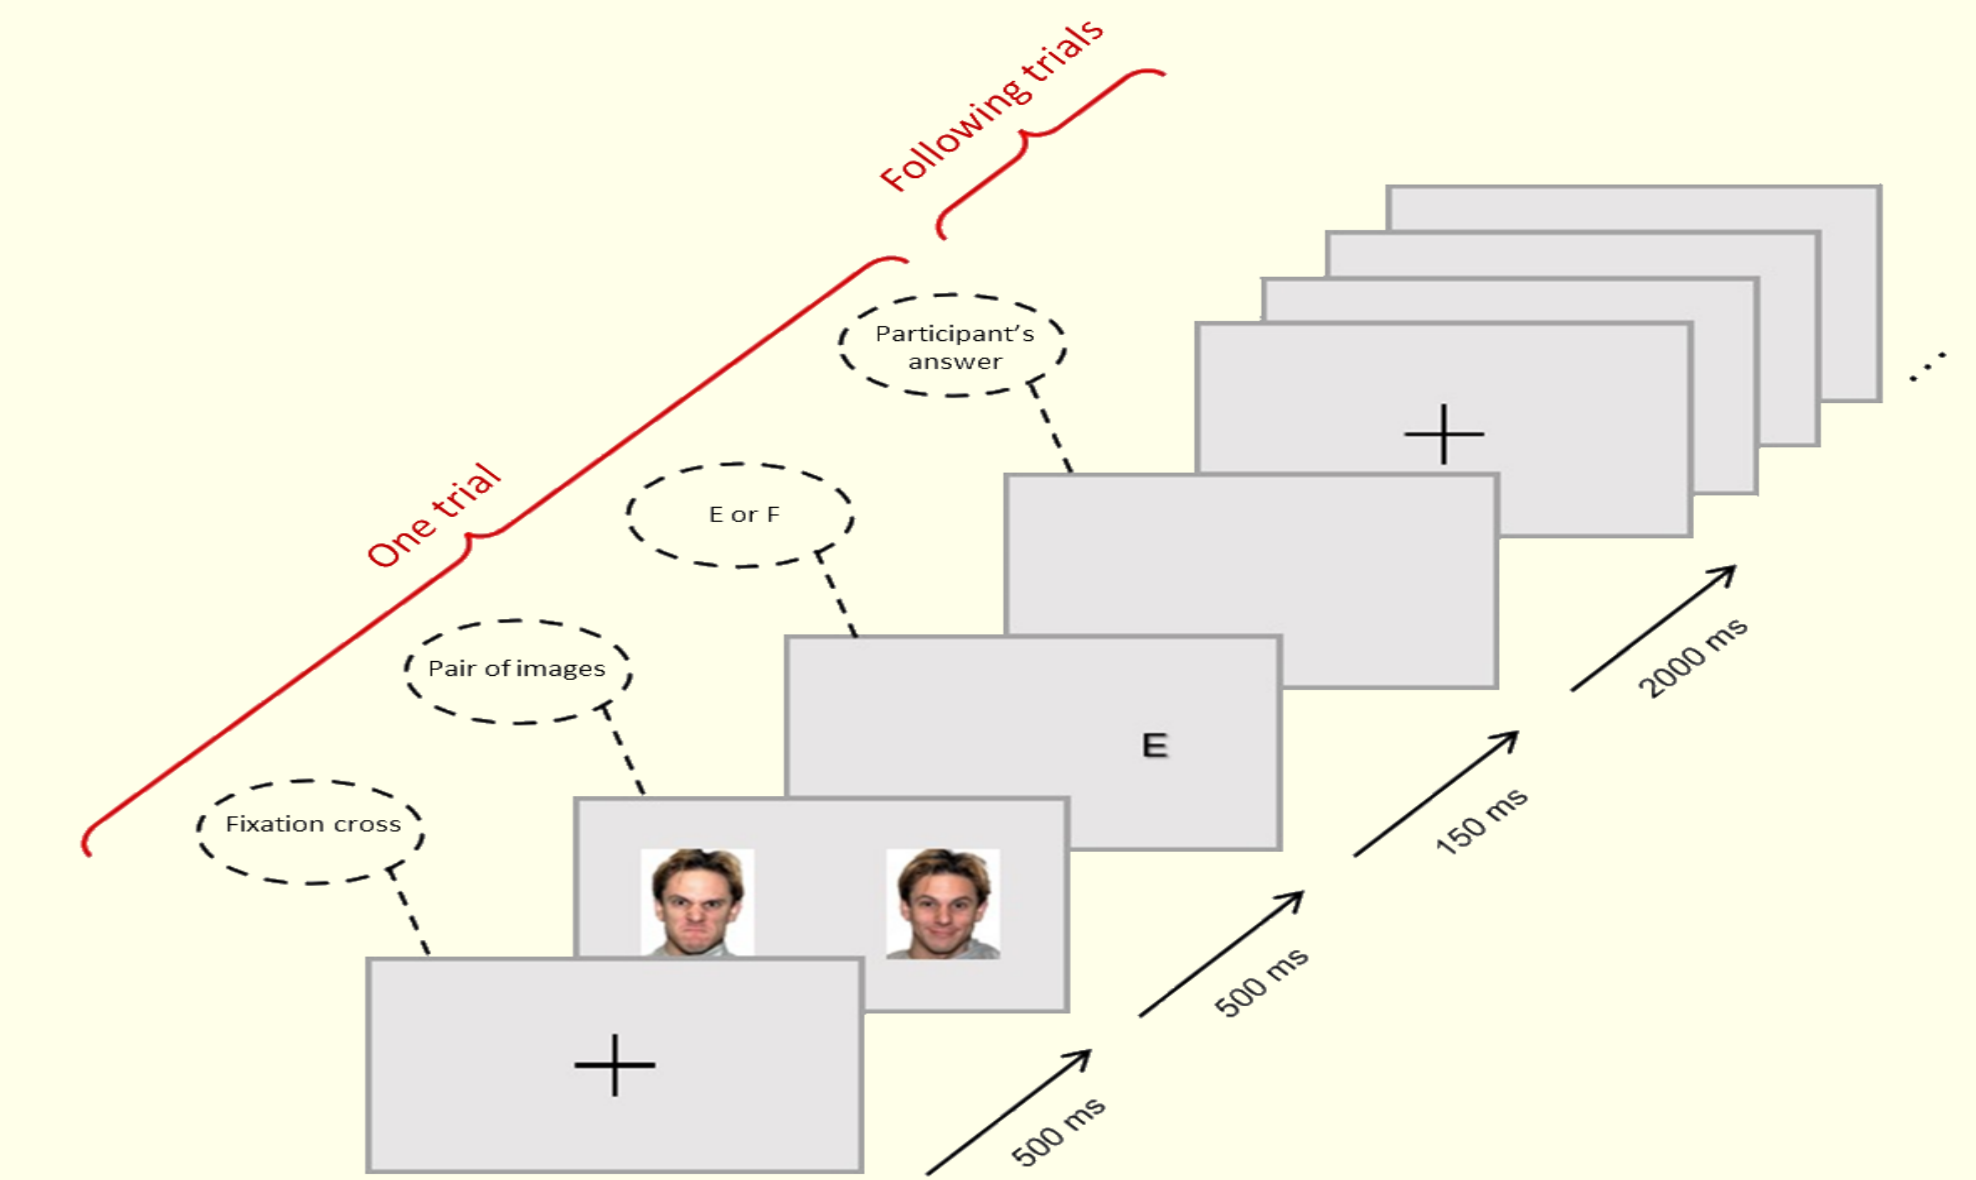 Following trials
One trial
Participant's
answer
E or F
Pair of images
Fixation cross
E
2000 ms
150 ms
500 ms
500 ms
...